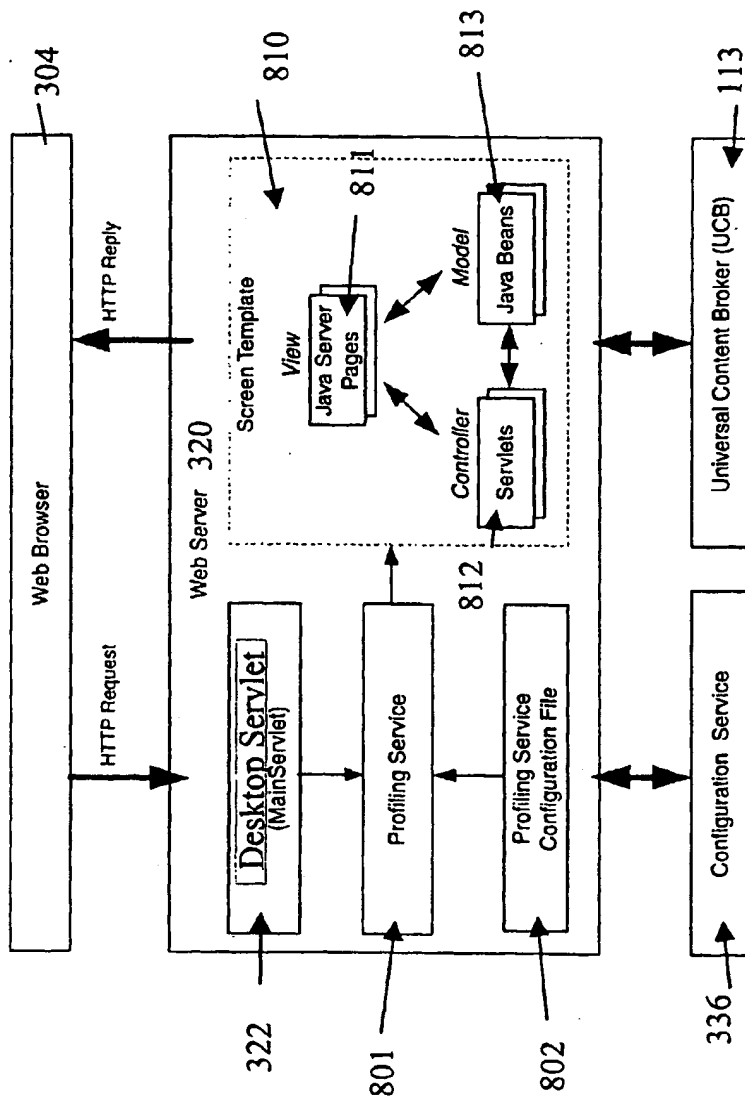 304
Web Browser
HTTP Request
HTTP Reply
Web Server 320
810
Screen Template
322
Desktop Servlet
(MainServlet)
View
Java Server
Pages
811
813
801
Profiling Service
Controller
Servlets
812
Model
Java Beans
802
Profiling Service
Configuration File
336
Configuration Service
Universal Content Broker (UCB)
113